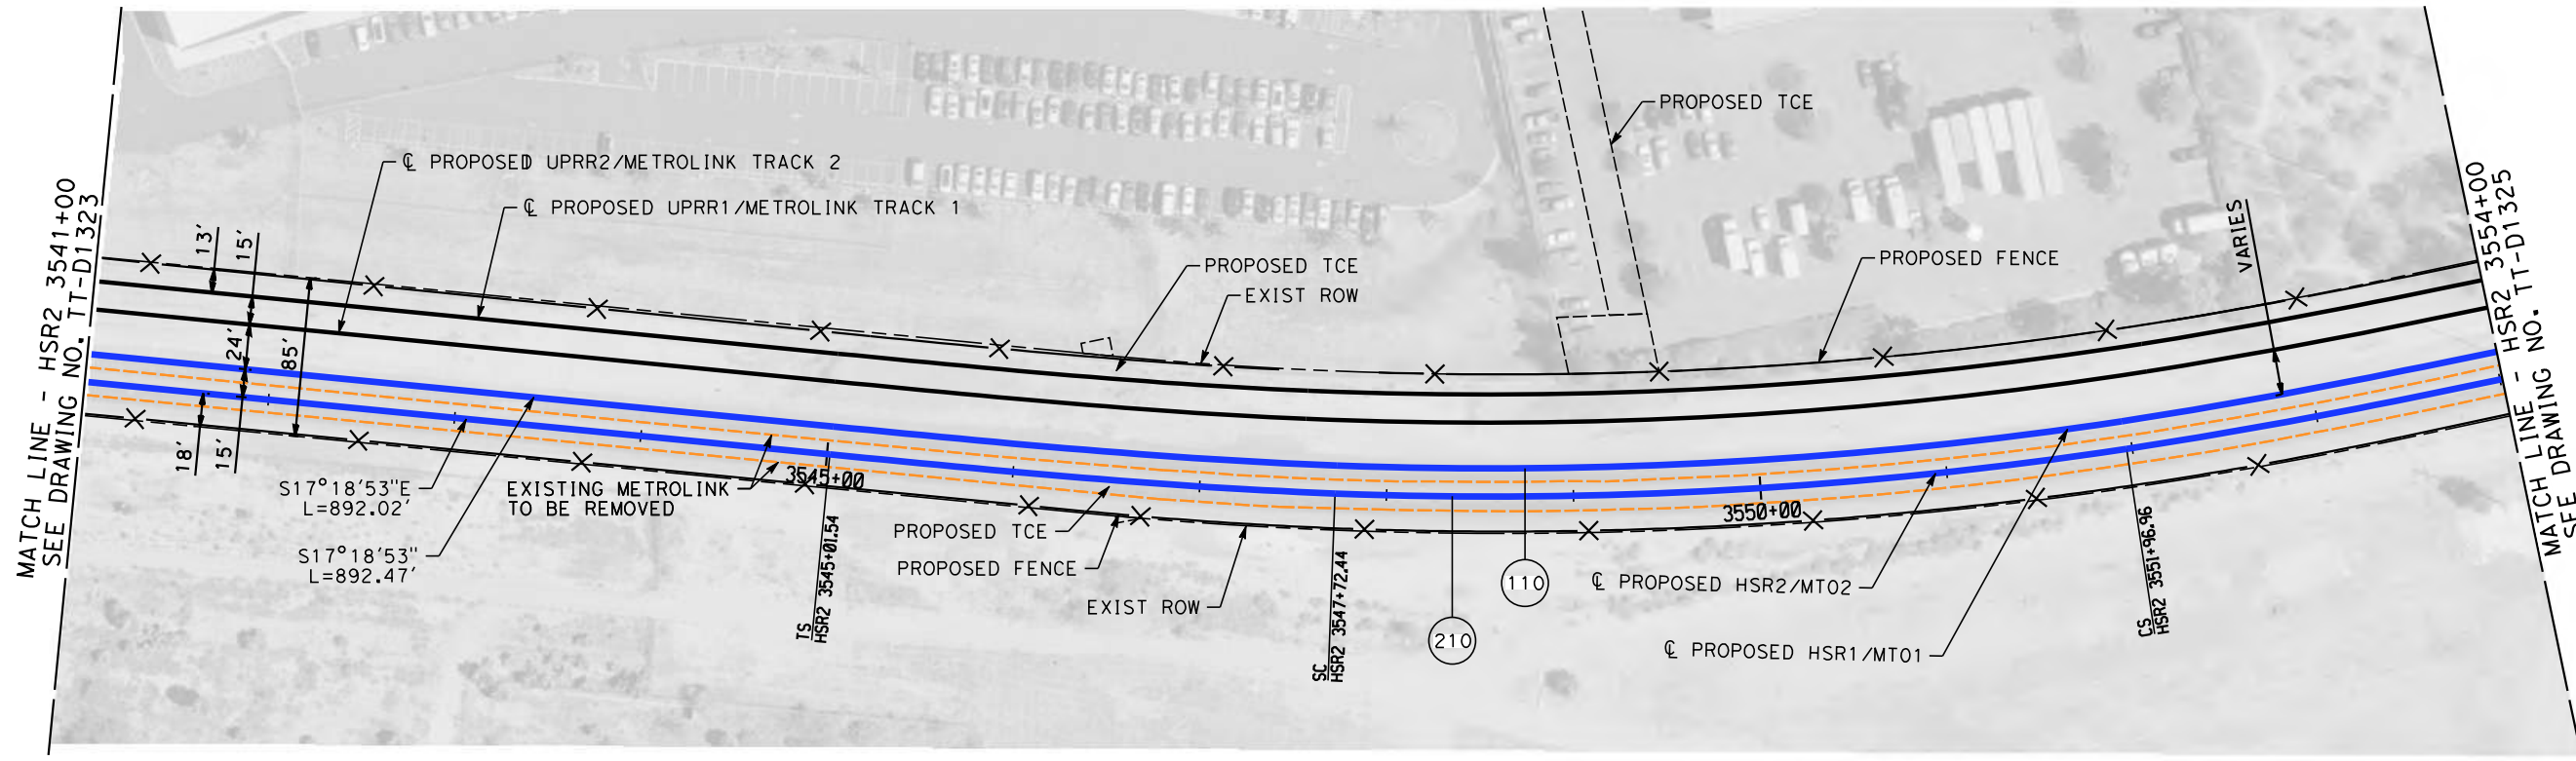 MATCH LINE - HSR2 3541+00
SEE DRAWING NO. TT-D1323
13'
15'
24'
85'
18'
15'
℄ PROPOSED UPRR2/METROLINK TRACK 2
℄ PROPOSED UPRR1/METROLINK TRACK 1
PROPOSED TCE
EXIST ROW
PROPOSED TCE
PROPOSED FENCE
VARIES
MATCH LINE - HSR2 3554+00
SEE DRAWING NO. TT-D1325
S17°18'53"E
L=892.02'
S17°18'53"
L=892.47'
EXISTING METROLINK
TO BE REMOVED
3545+00
TS
HSR2 3545+01.54
PROPOSED TCE
PROPOSED FENCE
EXIST ROW
SC
HSR2 3547+72.44
210
110
3550+00
℄ PROPOSED HSR2/MT02
℄ PROPOSED HSR1/MT01
CS
HSR2 3551+96.96